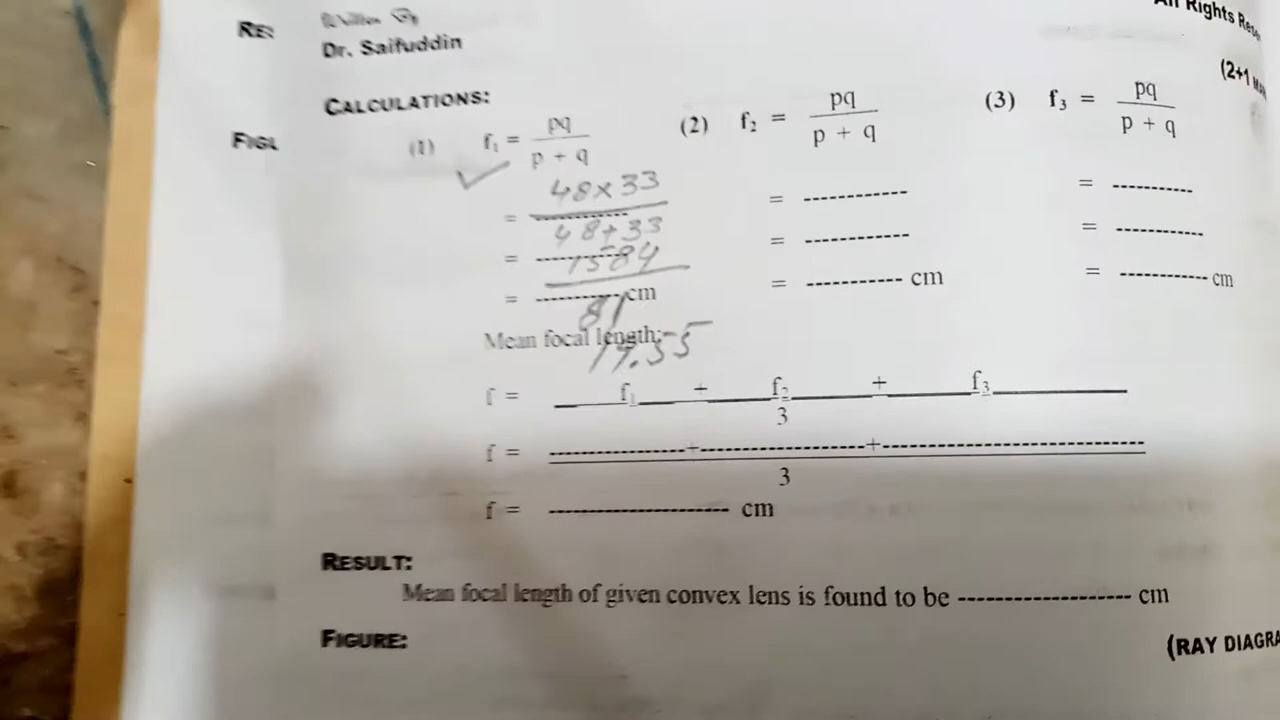 All Rights
RE:
Dr. Saifuddin
(2+1
CALCULATIONS:
FIGU
(1) f₁ = pq / p + q
(2) f₂ = pq / p + q
(3) f₃ = pq / p + q
= 48×33 / 48+33
= ------------
= ------------
= 1584 / 81
= ------------
= ------------
= ------------ cm
= ------------ cm
= ------------ cm
Mean focal length:-
19.55
f = f₁ + f₂ + f₃ / 3
f = ---------------+------------------+---------------------------- / 3
f = -------------------- cm
RESULT:
Mean focal length of given convex lens is found to be ------------------- cm
FIGURE:
(RAY DIAGRA